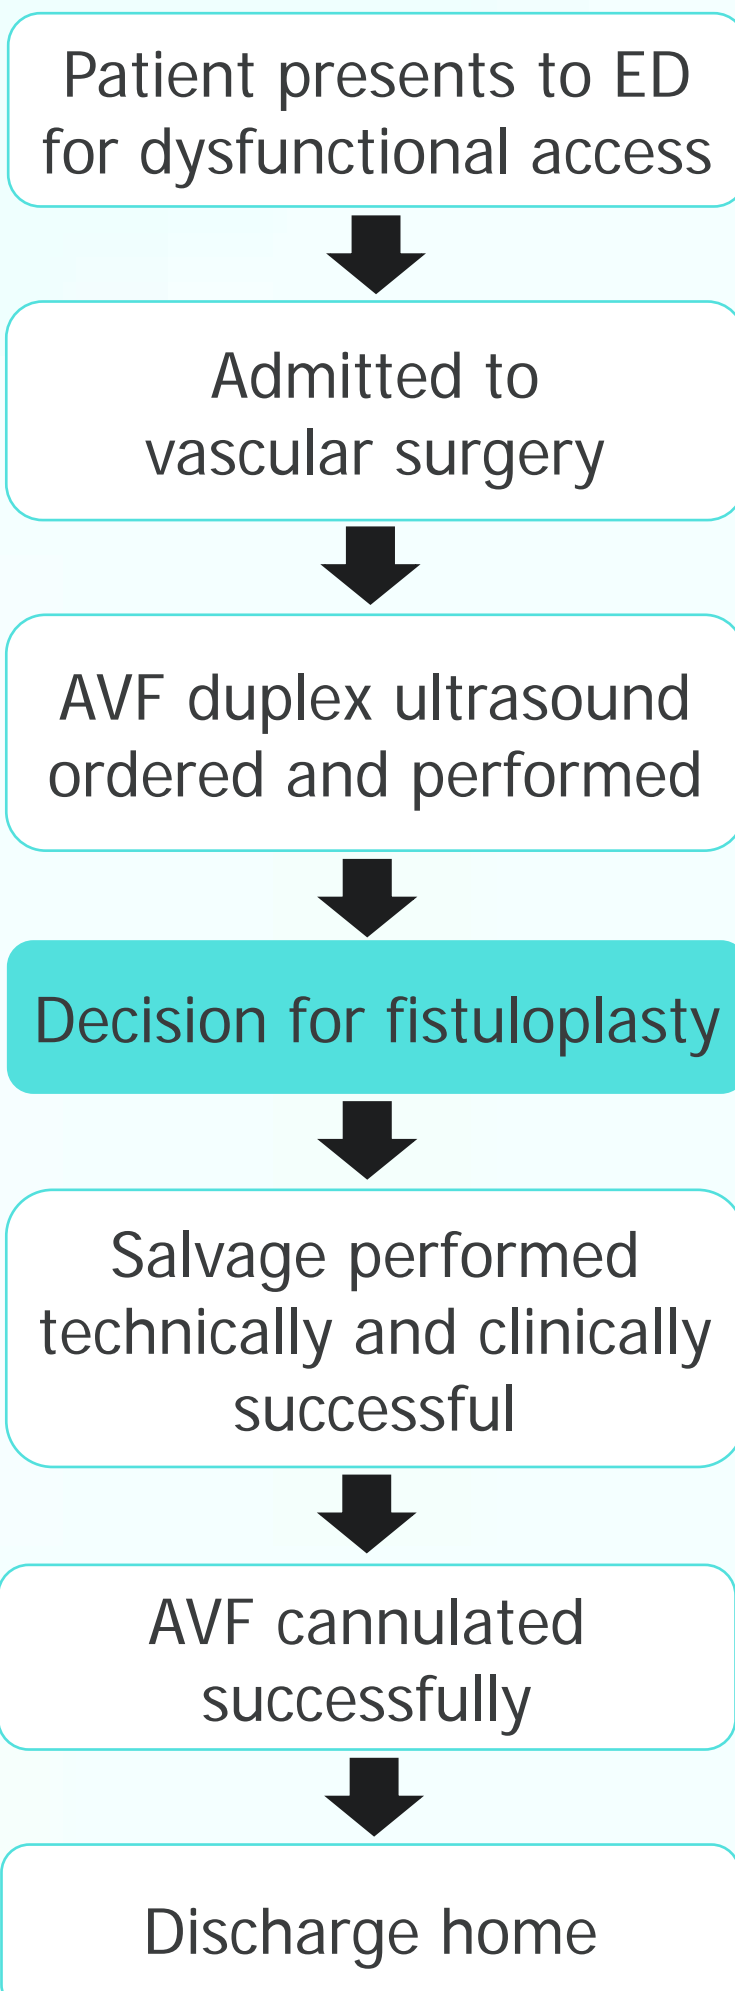 Patient presents to ED
for dysfunctional access
Admitted to
vascular surgery
AVF duplex ultrasound
ordered and performed
Decision for fistuloplasty
Salvage performed
technically and clinically
successful
AVF cannulated
successfully
Discharge home